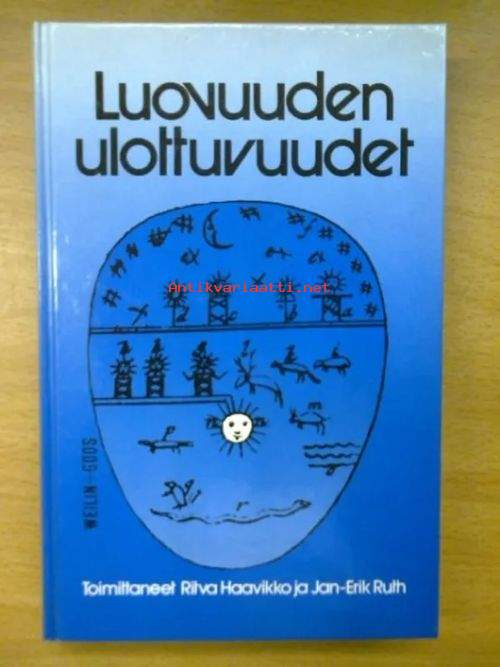 Luovuuden
ulottuvuudet
Antikvariaatti.net
WEILIN+GÖÖS
Toimittaneet Ritva Haavikko ja Jan-Erik Ruth